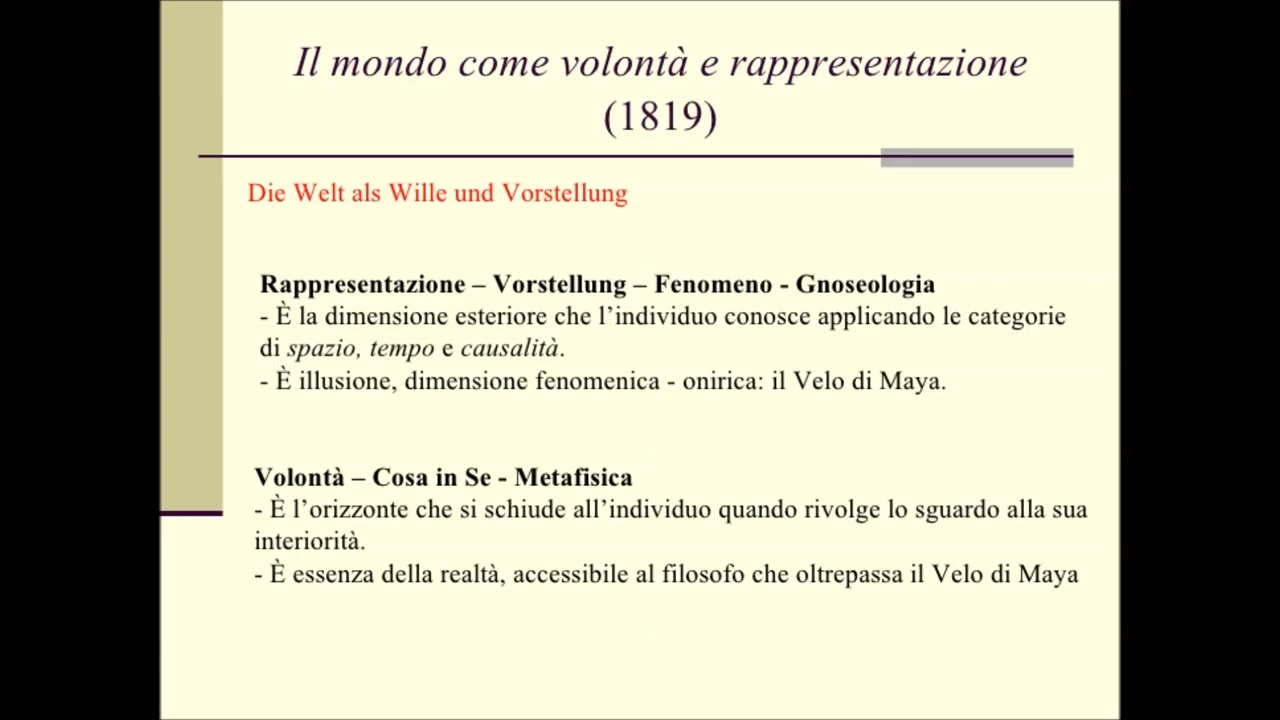 Il mondo come volontà e rappresentazione
(1819)
Die Welt als Wille und Vorstellung
Rappresentazione – Vorstellung – Fenomeno - Gnoseologia
- È la dimensione esteriore che l’individuo conosce applicando le categorie
di spazio, tempo e causalità.
- È illusione, dimensione fenomenica - onirica: il Velo di Maya.
Volontà – Cosa in Se - Metafisica
- È l’orizzonte che si schiude all’individuo quando rivolge lo sguardo alla sua
interiorità.
- È essenza della realtà, accessibile al filosofo che oltrepassa il Velo di Maya